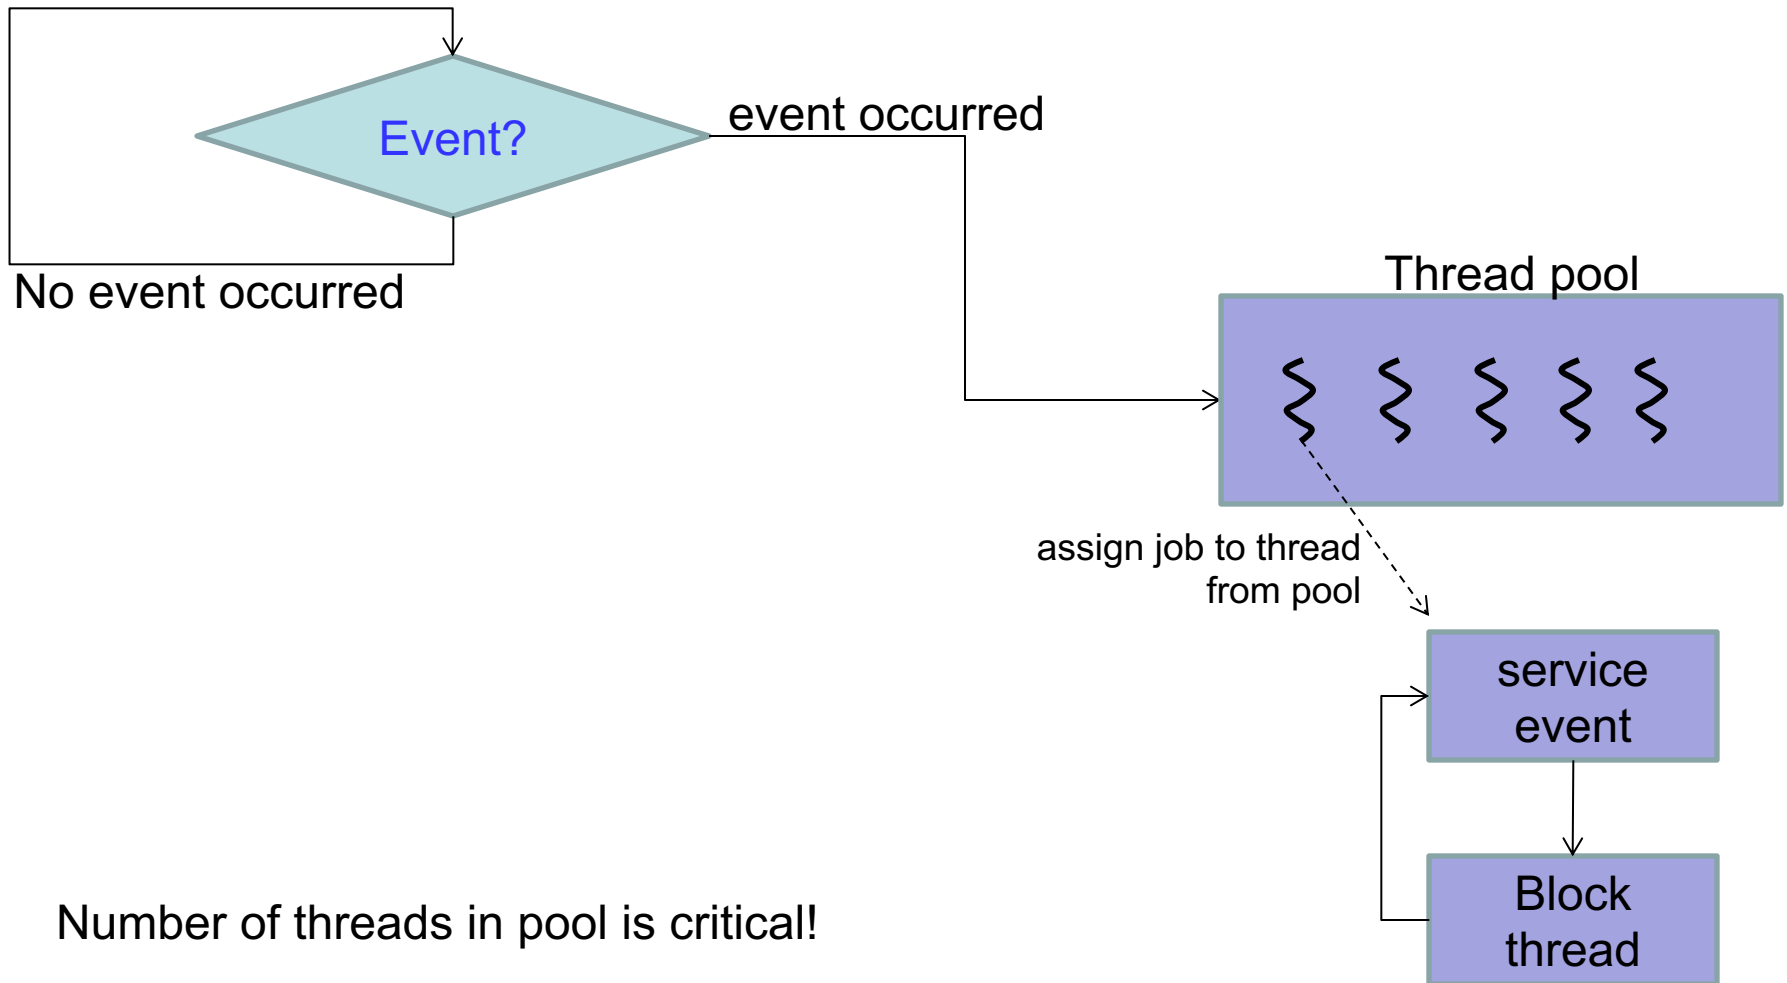 event occurred
Event?
Thread pool
No event occurred
assign job to thread
from pool
service
event
Block
thread
Number of threads in pool is critical!